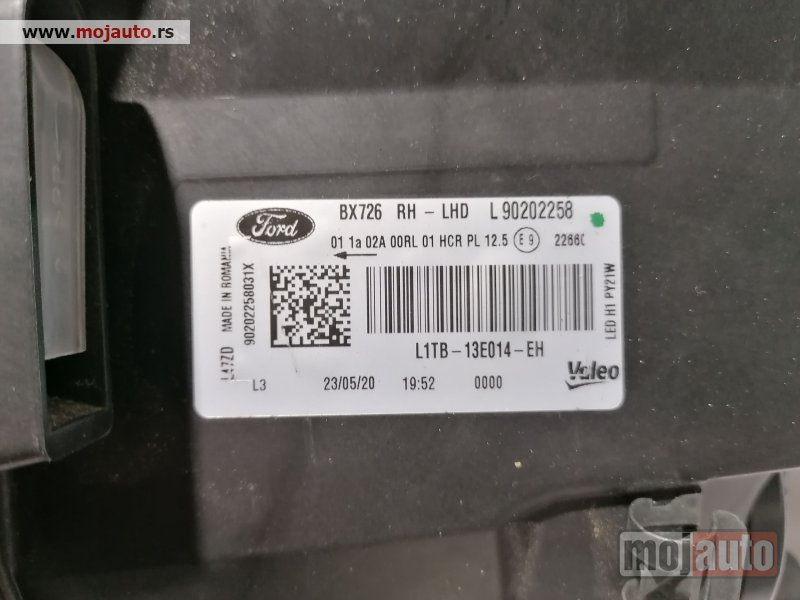 www.mojauto.rs
Ford
BX726 RH - LHD L 90202258
01 1a 02A 00RL 01 HCR PL 12.5 E9 2266C
L47ZD MADE IN ROMANIA
90202258031X
LED H1 PY21W
L1TB-13E014-EH
Valeo
L3 23/05/20 19:52 0000
mojauto